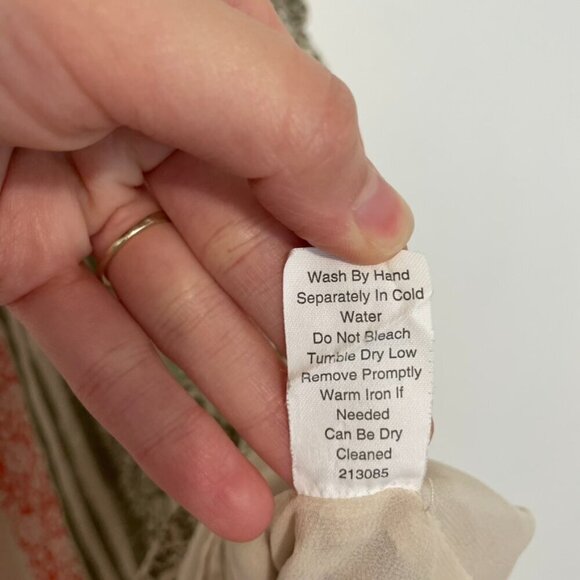 Wash By Hand
Separately In Cold
Water
Do Not Bleach
Tumble Dry Low
Remove Promptly
Warm Iron If
Needed
Can Be Dry
Cleaned
213085